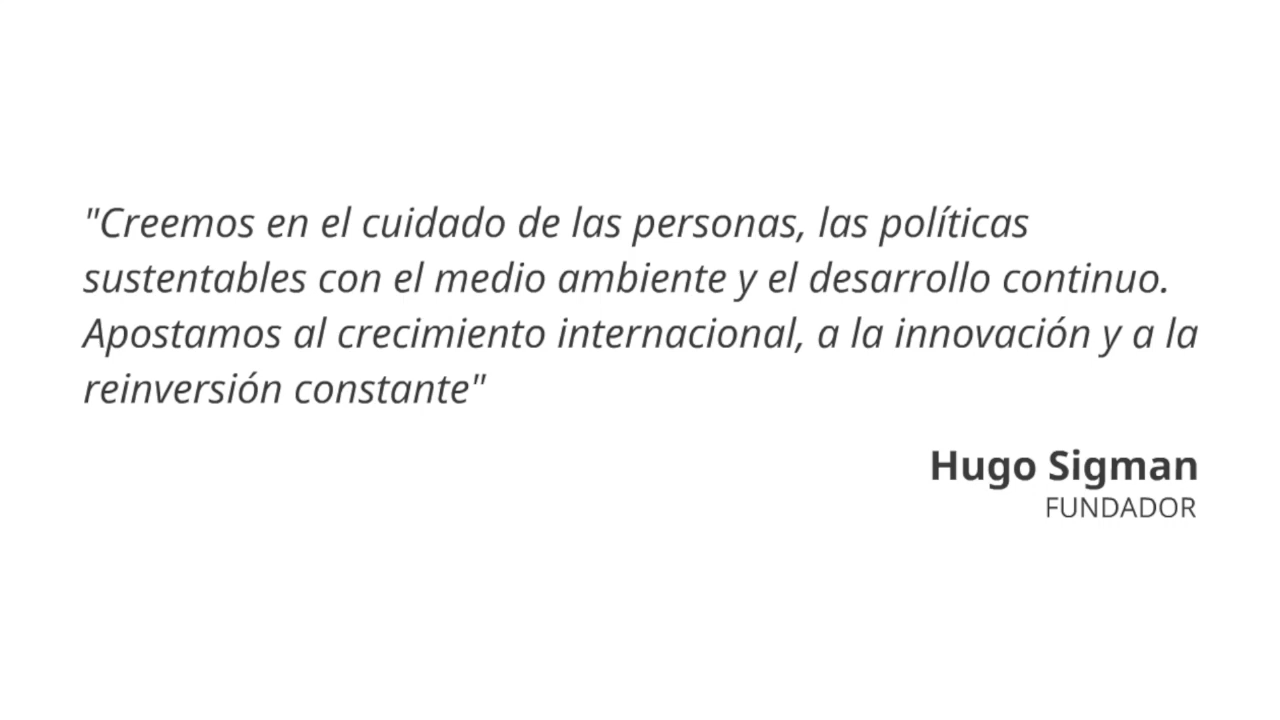 "Creemos en el cuidado de las personas, las políticas
sustentables con el medio ambiente y el desarrollo continuo.
Apostamos al crecimiento internacional, a la innovación y a la
reinversión constante"
Hugo Sigman
FUNDADOR